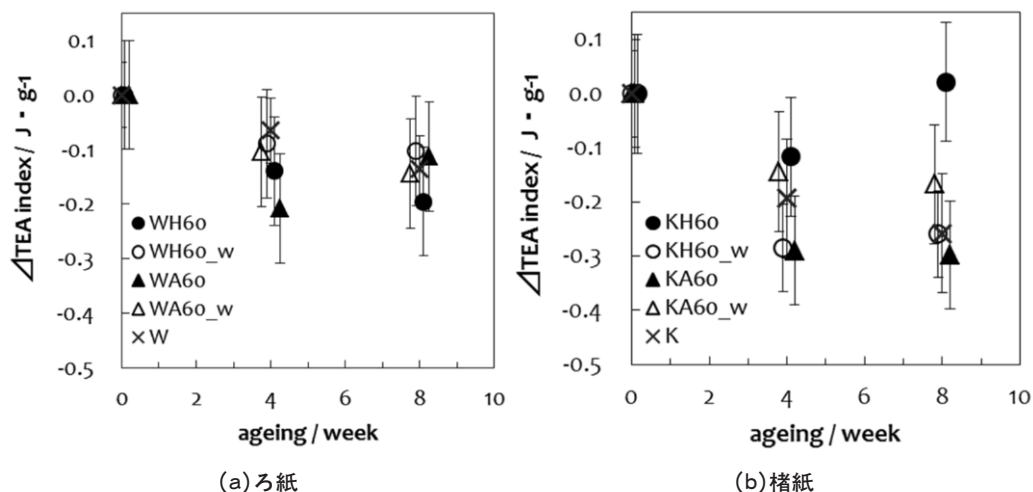 0.1
0.0
-0.1
-0.2
-0.3
-0.4
-0.5
⊿TEA index / J・g-1
WH60
WH60_w
WA60
WA60_w
W
0 2 4 6 8 10
ageing / week
(a)ろ紙
0.1
0.0
-0.1
-0.2
-0.3
-0.4
-0.5
⊿TEA index / J・g-1
KH60
KH60_w
KA60
KA60_w
K
0 2 4 6 8 10
ageing / week
(b)楮紙